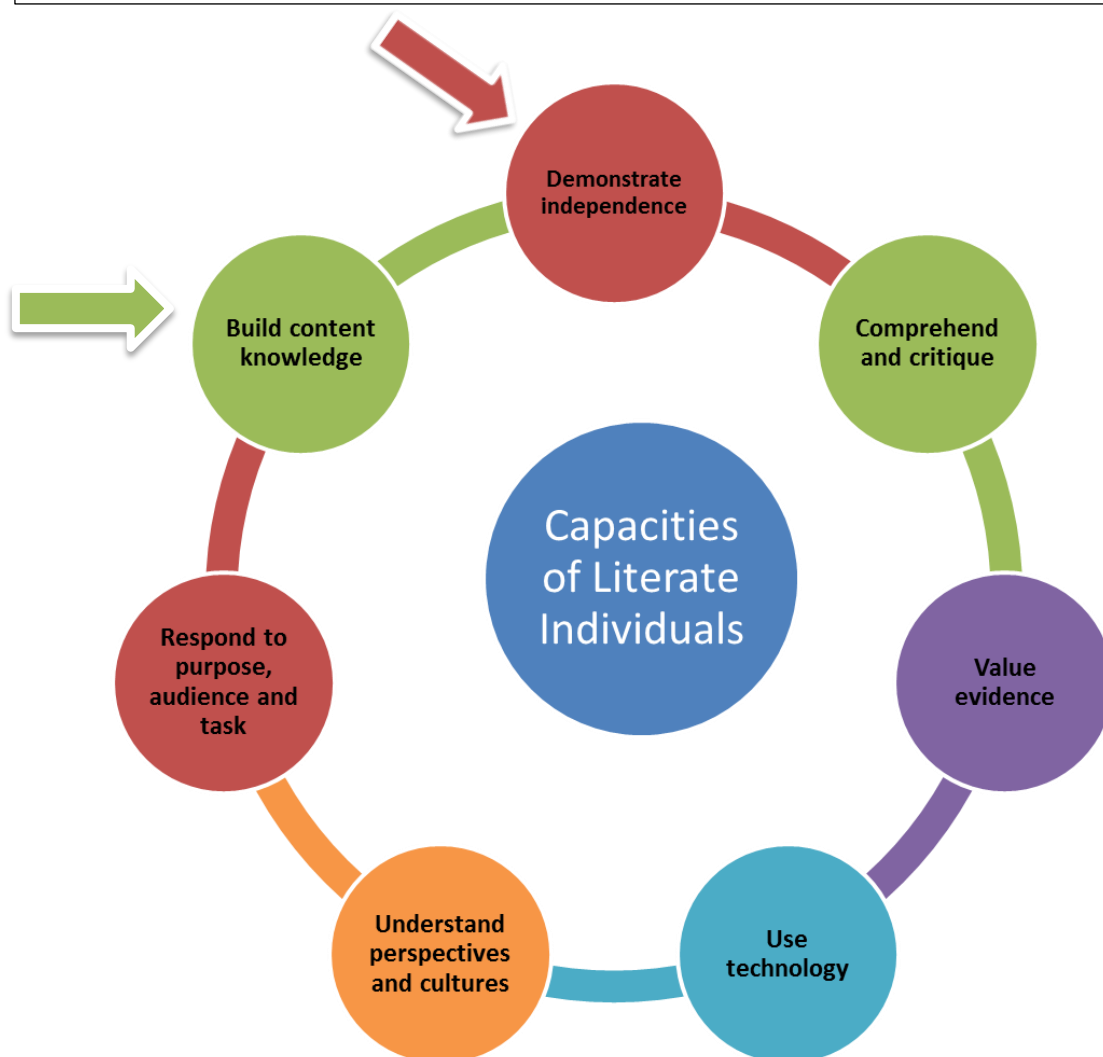 Demonstrate
independence
Build content
knowledge
Comprehend
and critique
Capacities
of Literate
Individuals
Respond to
purpose,
audience and
task
Value
evidence
Understand
perspectives
and cultures
Use
technology